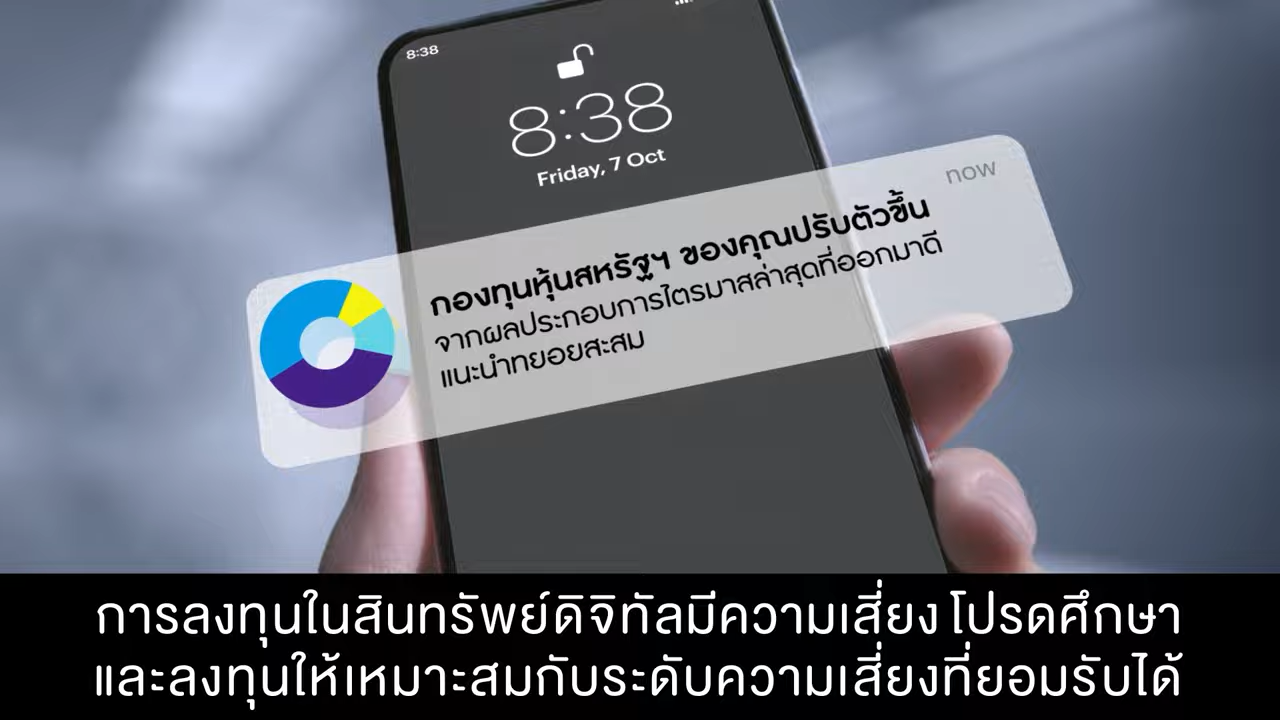 8:38
8:38
Friday, 7 Oct
now
กองทุนหุ้นสหรัฐฯ ของคุณปรับตัวขึ้น
จากผลประกอบการไตรมาสล่าสุดที่ออกมาดี
แนะนำทยอยสะสม
การลงทุนในสินทรัพย์ดิจิทัลมีความเสี่ยง โปรดศึกษา
และลงทุนให้เหมาะสมกับระดับความเสี่ยงที่ยอมรับได้